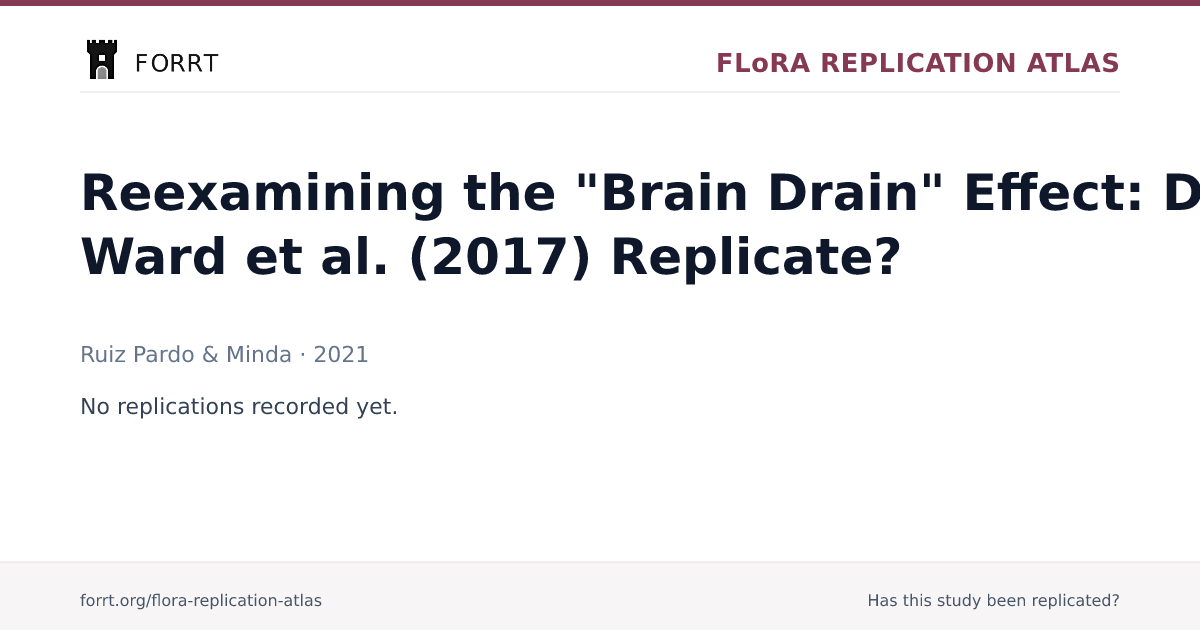 FORRT
FLoRA REPLICATION ATLAS
Reexamining the "Brain Drain" Effect:
Ward et al. (2017) Replicate?
Ruiz Pardo & Minda · 2021
No replications recorded yet.
forrt.org/flora-replication-atlas
Has this study been replicated?